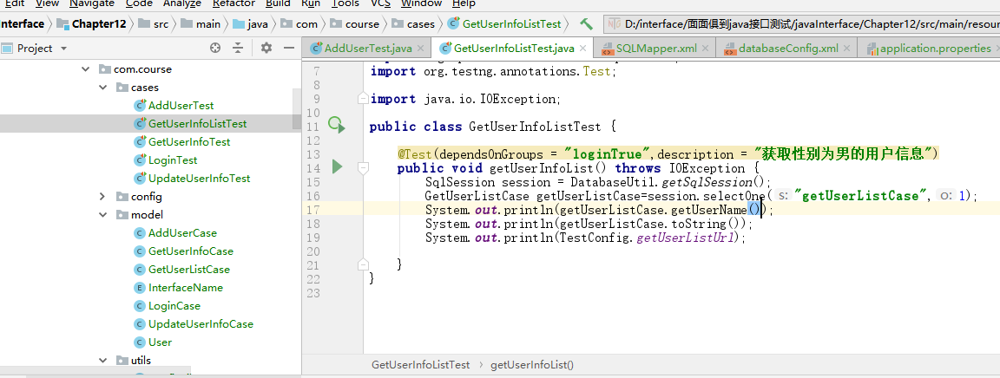 Edit View Navigate Code Analyze Refactor Build Run Tools VCS Window Help
interface Chapter12 src main java com course cases GetUserInfoListTest D:/interface/面面俱到java接口测试/javaInterface/Chapter12/src/main/resour
Project AddUserTest.java GetUserInfoListTest.java SQLMapper.xml databaseConfig.xml application.properties
com.course
cases
AddUserTest
GetUserInfoListTest
GetUserInfoTest
LoginTest
UpdateUserInfoTest
config
model
AddUserCase
GetUserInfoCase
GetUserListCase
InterfaceName
LoginCase
UpdateUserInfoCase
User
utils
7 import org.testng.annotations.Test;
8
9 import java.io.IOException;
10
11 public class GetUserInfoListTest {
12
13 @Test(dependsOnGroups = "loginTrue",description = "获取性别为男的用户信息")
14 public void getUserInfoList() throws IOException {
15 SqlSession session = DatabaseUtil.getSqlSession();
16 GetUserListCase getUserListCase=session.selectOne( s: "getUserListCase", o: 1);
17 System.out.println(getUserListCase.getUserName());
18 System.out.println(getUserListCase.toString());
19 System.out.println(TestConfig.getUserListUrl);
20
21 }
22 }
23
GetUserInfoListTest getUserInfoList()